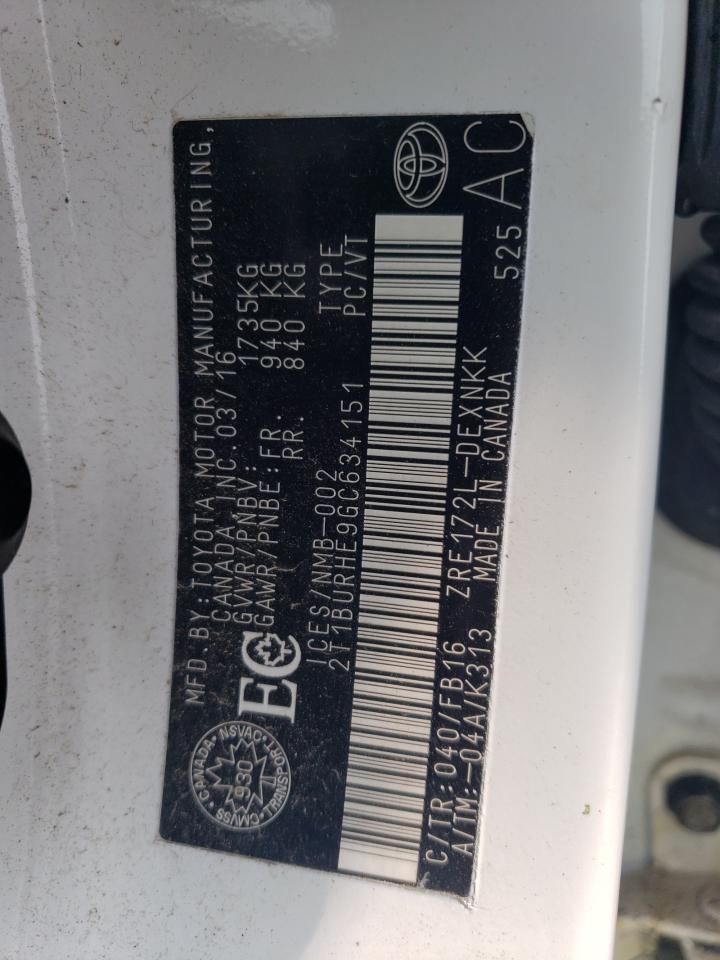 MFD.BY:TOYOTA MOTOR MANUFACTURING,
CANADA INC.03/16
GVWR/PNBV: 1735KG
GAWR/PNBE:FR. 940 KG
RR. 840 KG
CANADA • NSVAC • TRANSPORT • CMVSS
930
EC
ICES/NMB-002 TYPE
2T1BURHE9GC634151 PC/VT
C/TR:040/FB16 ZRE172L-DEXNKK
A/TM:-04A/K313 MADE IN CANADA
525 AC